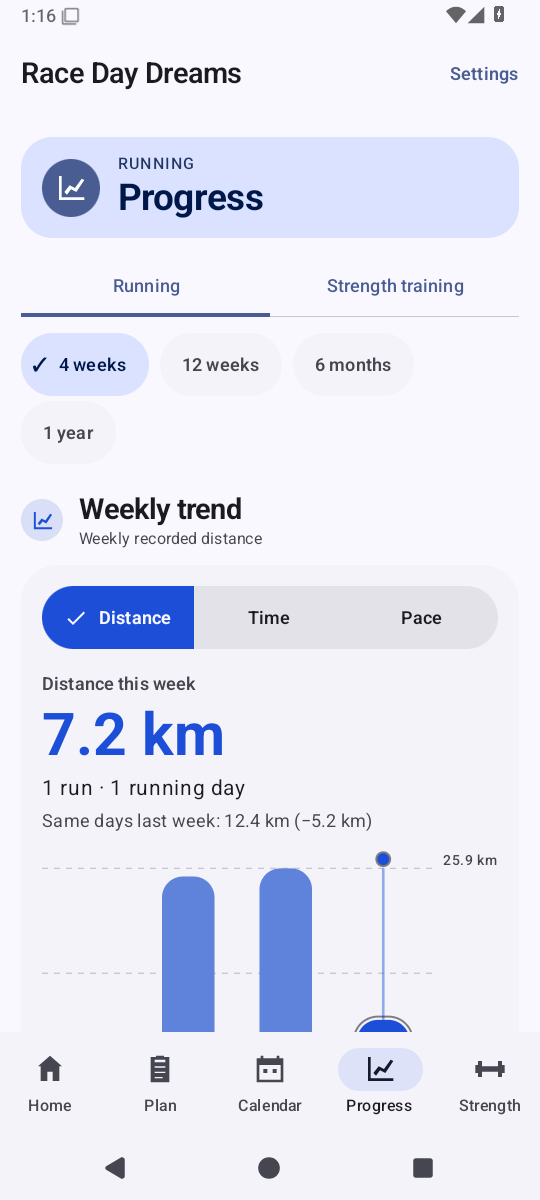 1:16
Race Day Dreams
Settings
RUNNING
Progress
Running
Strength training
✓ 4 weeks
12 weeks
6 months
1 year
Weekly trend
Weekly recorded distance
Distance
Time
Pace
Distance this week
7.2 km
1 run · 1 running day
Same days last week: 12.4 km (−5.2 km)
25.9 km
Home
Plan
Calendar
Progress
Strength